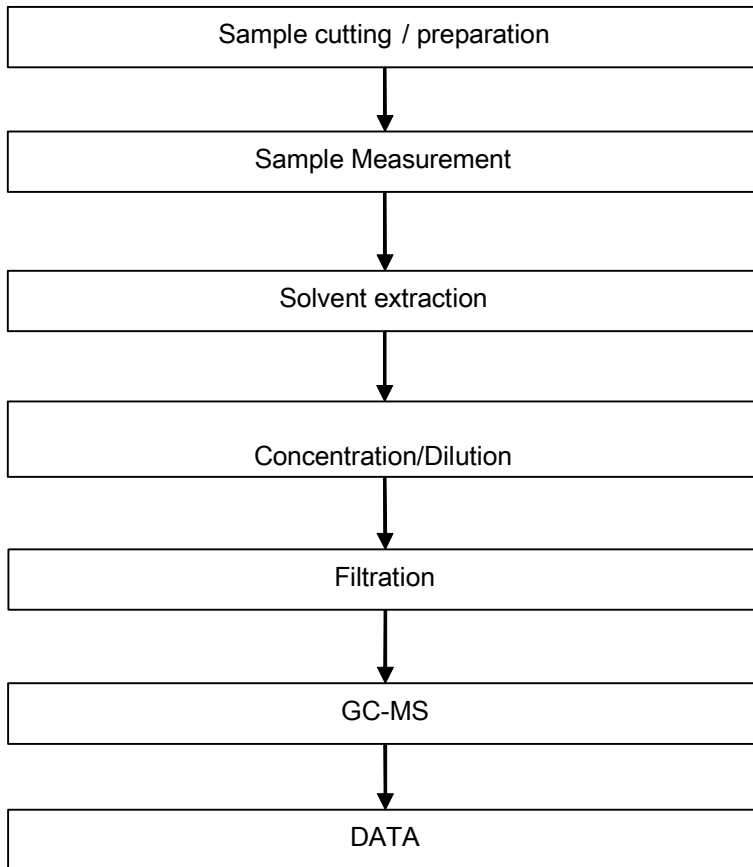 Sample cutting / preparation
Sample Measurement
Solvent extraction
Concentration/Dilution
Filtration
GC-MS
DATA